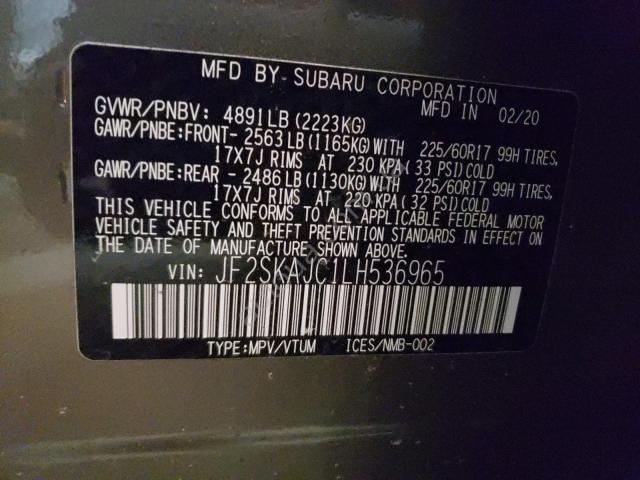 MFD BY SUBARU CORPORATION
MFD IN 02/20
GVWR/PNBV: 4891LB (2223KG)
GAWR/PNBE:FRONT- 2563LB (1165KG)WITH 225/60R17 99H TIRES,
17X7J RIMS AT 230 KPA (33 PSI)COLD
GAWR/PNBE:REAR - 2486LB (1130KG)WITH 225/60R17 99H TIRES,
17X7J RIMS AT 220 KPA (32 PSI)COLD
THIS VEHICLE CONFORMS TO ALL APPLICABLE FEDERAL MOTOR
VEHICLE SAFETY AND THEFT PREVENTION STANDARDS IN EFFECT ON
THE DATE OF MANUFACTURE SHOWN ABOVE.
VIN: JF2SKAJC1LH536965
TYPE:MPV/VTUM ICES/NMB-002